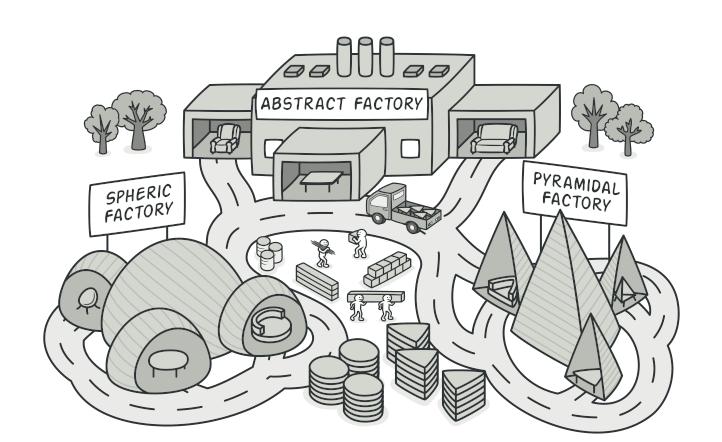 ABSTRACT FACTORY
SPHERIC
FACTORY
PYRAMIDAL
FACTORY